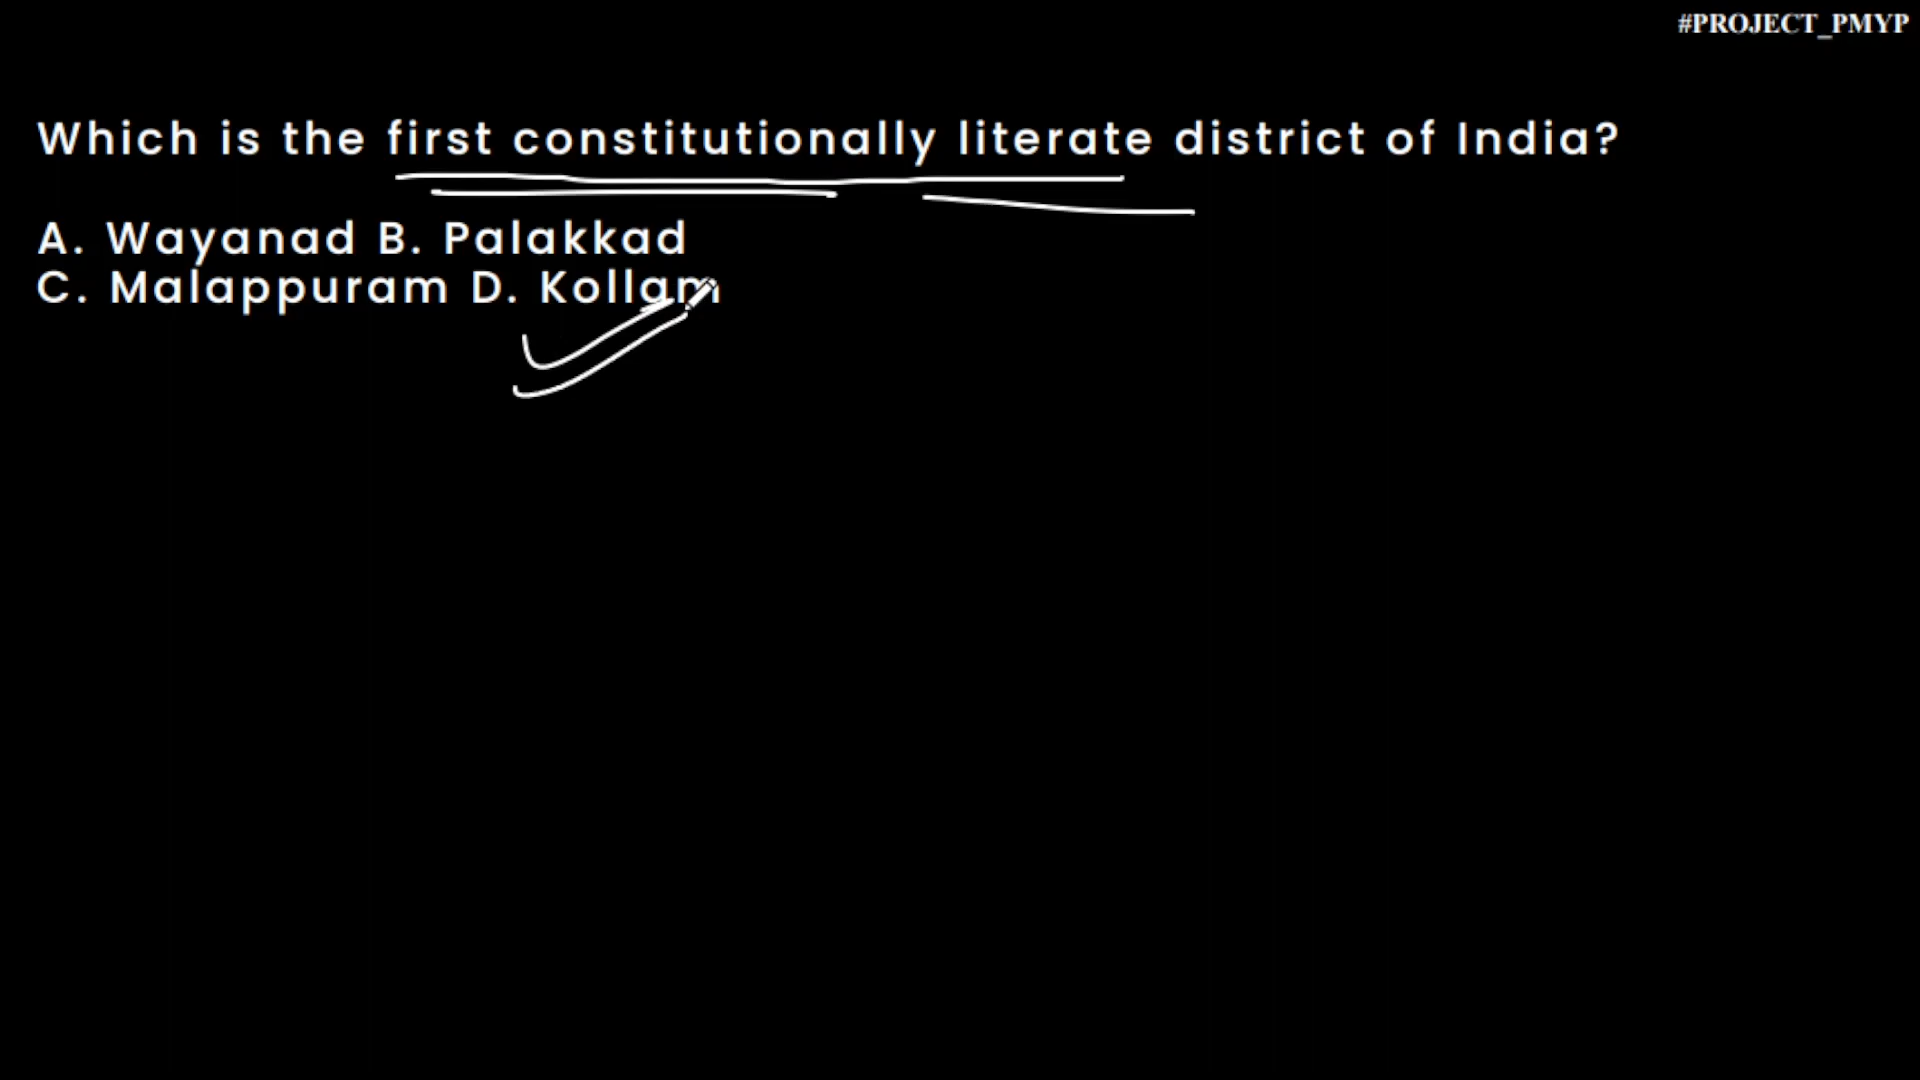 #PROJECT_PMYP
Which is the first constitutionally literate district of India?
A. Wayanad B. Palakkad
C. Malappuram D. Kollam